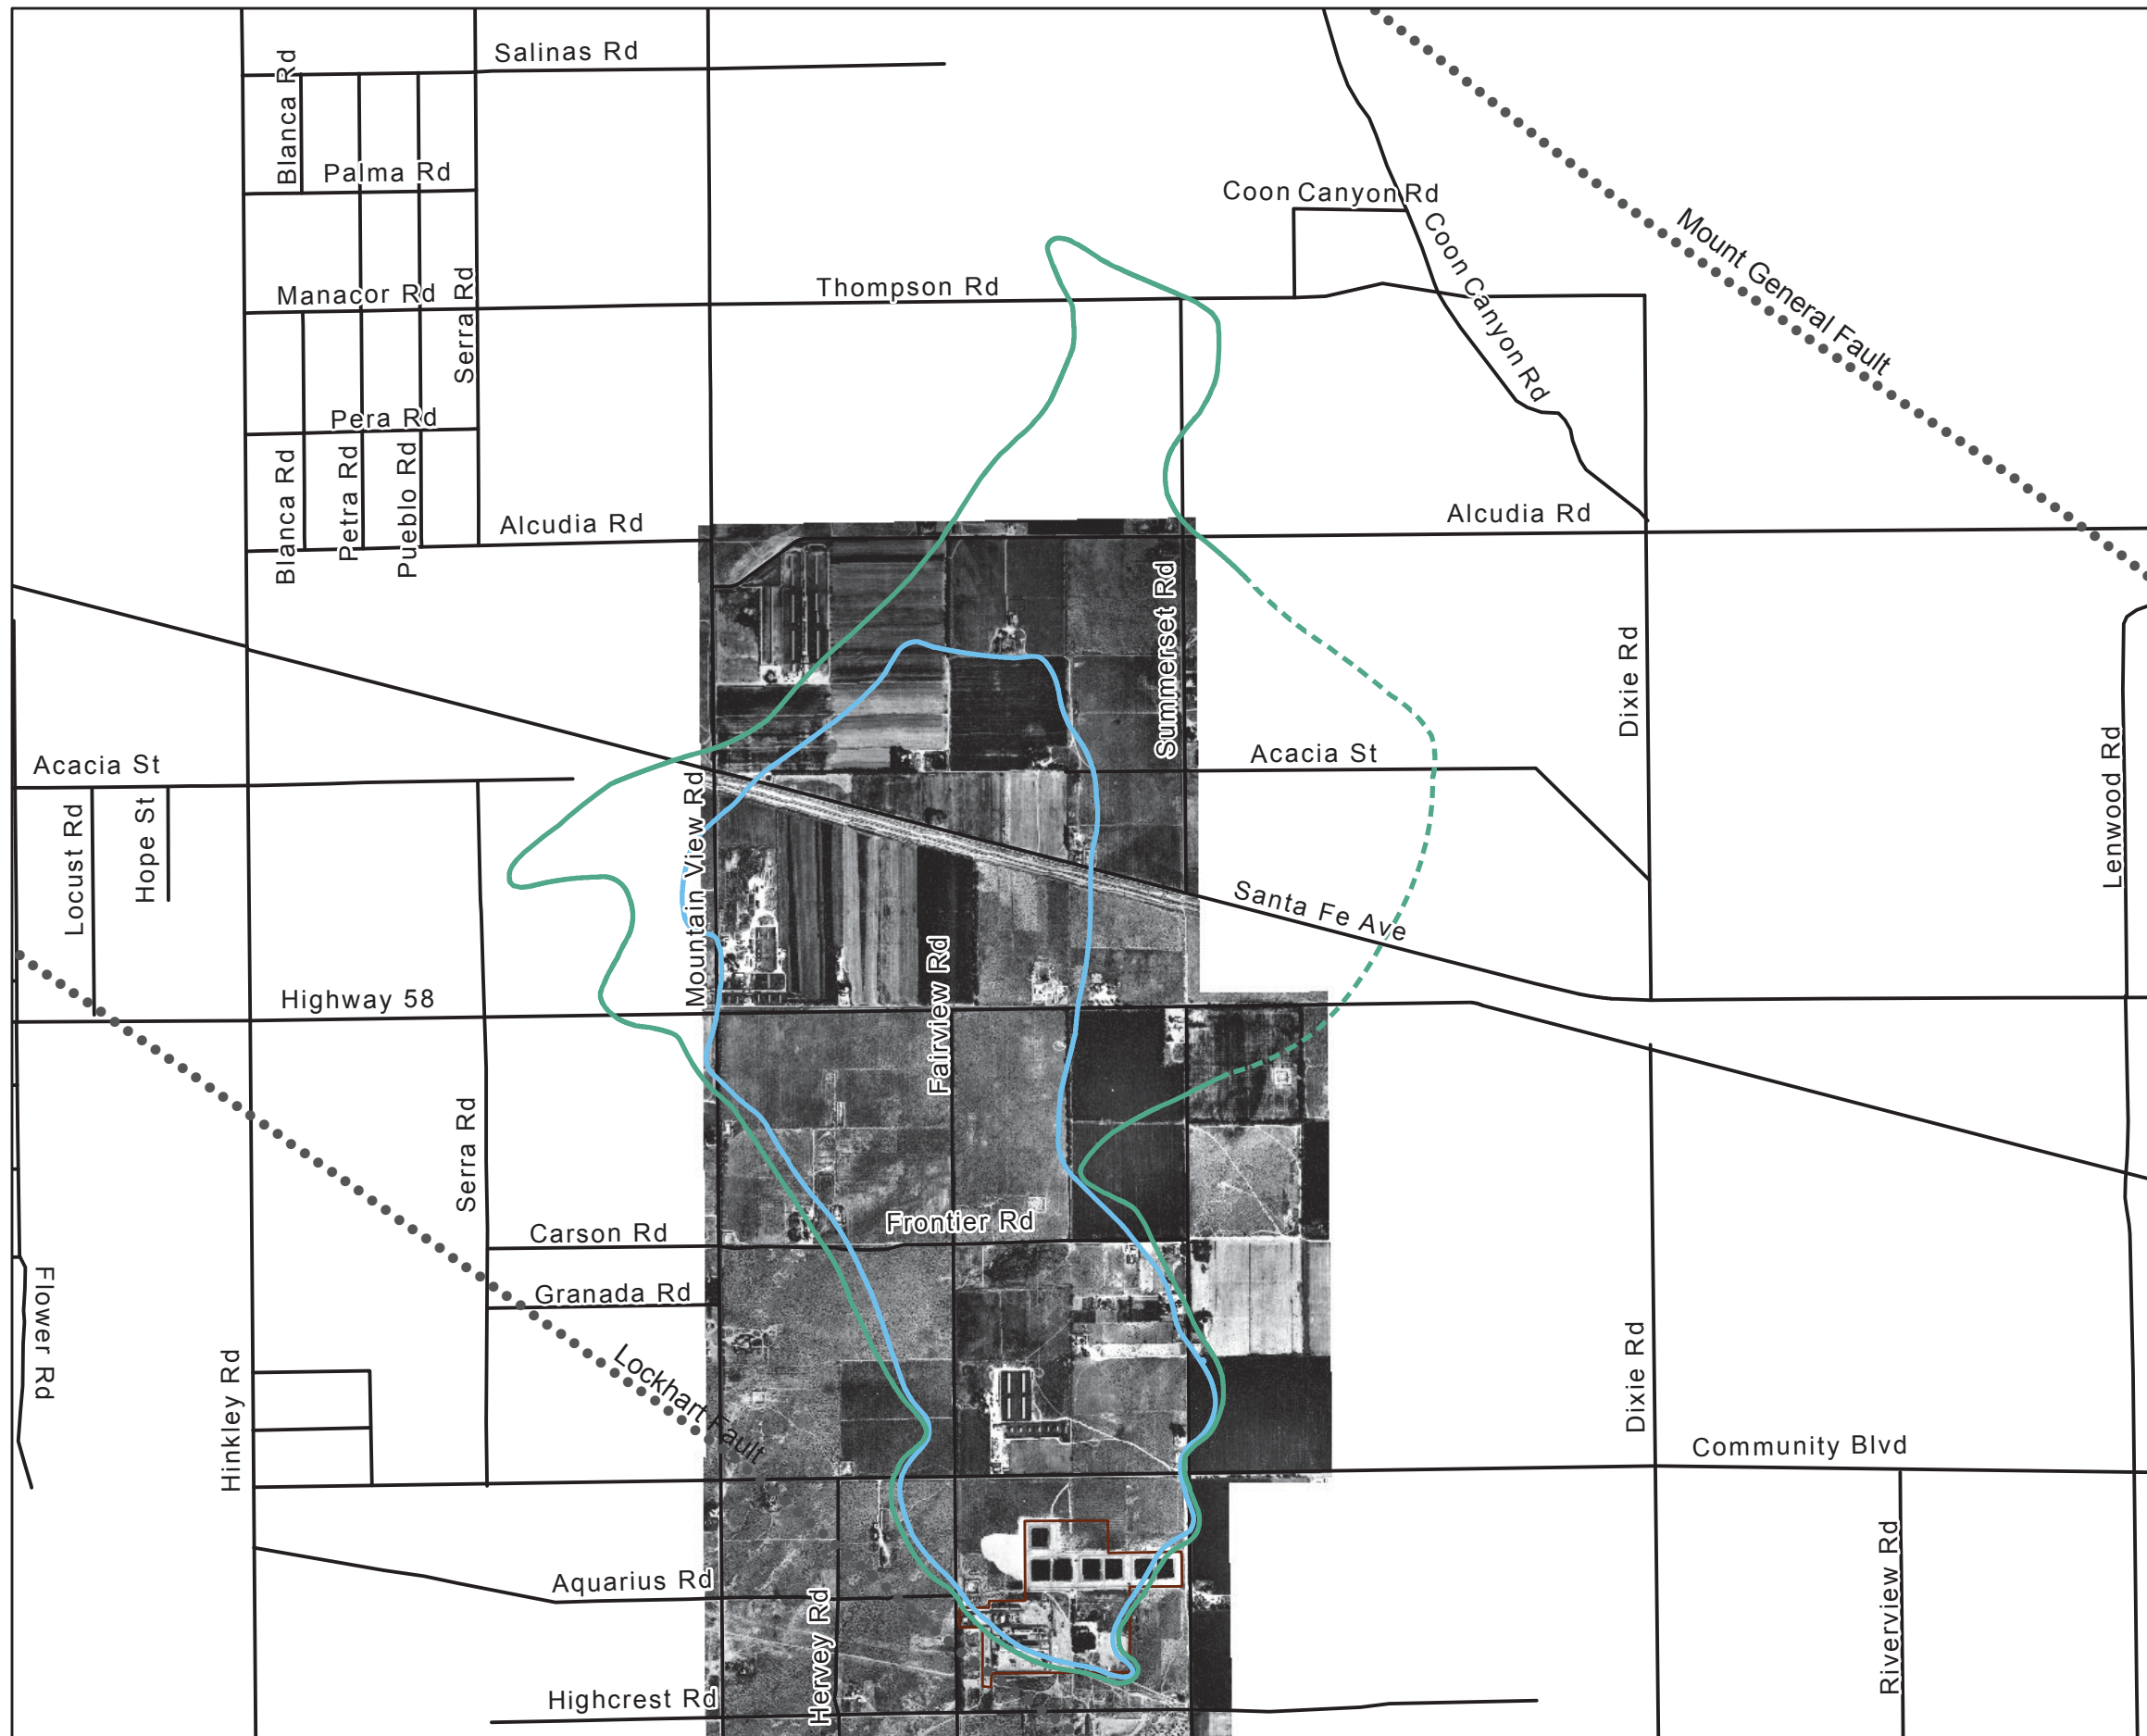 Salinas Rd
Blanca Rd
Palma Rd
Coon Canyon Rd
Coon Canyon Rd
Mount General Fault
Manacor Rd
Serra Rd
Thompson Rd
Pera Rd
Blanca Rd
Petra Rd
Pueblo Rd
Alcudia Rd
Alcudia Rd
Summerset Rd
Dixie Rd
Acacia St
Acacia St
Lenwood Rd
Locust Rd
Hope St
Mountain View Rd
Santa Fe Ave
Fairview Rd
Highway 58
Serra Rd
Frontier Rd
Carson Rd
Granada Rd
Flower Rd
Hinkley Rd
Lockhart Fault
Dixie Rd
Community Blvd
Aquarius Rd
Hervey Rd
Riverview Rd
Highcrest Rd